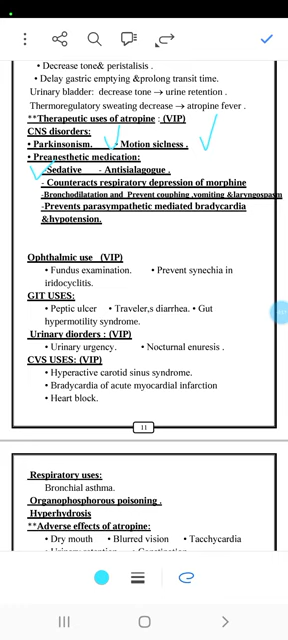 • Decrease tone& peristalisis .
• Delay gastric emptying &prolong transit time.
Urinary bladder: decrease tone → urine retention .
Thermoregulatory sweating decrease → atropine fever .
**Therapeutic uses of atropine : (VIP)
CNS disorders:
• Parkinsonism. • Motion siclness.
• Preanesthetic medication:
-Sedative - Antisialagogue .
- Counteracts respiratory depression of morphine
-Bronchodilatation and Prevent couphing ,vomiting &laryngospasm
-Prevents parasympathetic mediated bradycardia
&hypotension.
Ophthalmic use (VIP)
• Fundus examination. • Prevent synechia in
iridocyclitis.
GIT USES:
• Peptic ulcer • Traveler,s diarrhea. • Gut
hypermotility syndrome.
Urinary diorders : (VIP)
• Urinary urgency. • Nocturnal enuresis .
CVS USES: (VIP)
• Hyperactive carotid sinus syndrome.
• Bradycardia of acute myocardial infarction
• Heart block.
11
Respiratory uses:
Bronchial asthma.
Organophosphorous poisoning .
Hyperhydrosis
**Adverse effects of atropine:
• Dry mouth • Blurred vision • Tacchycardia